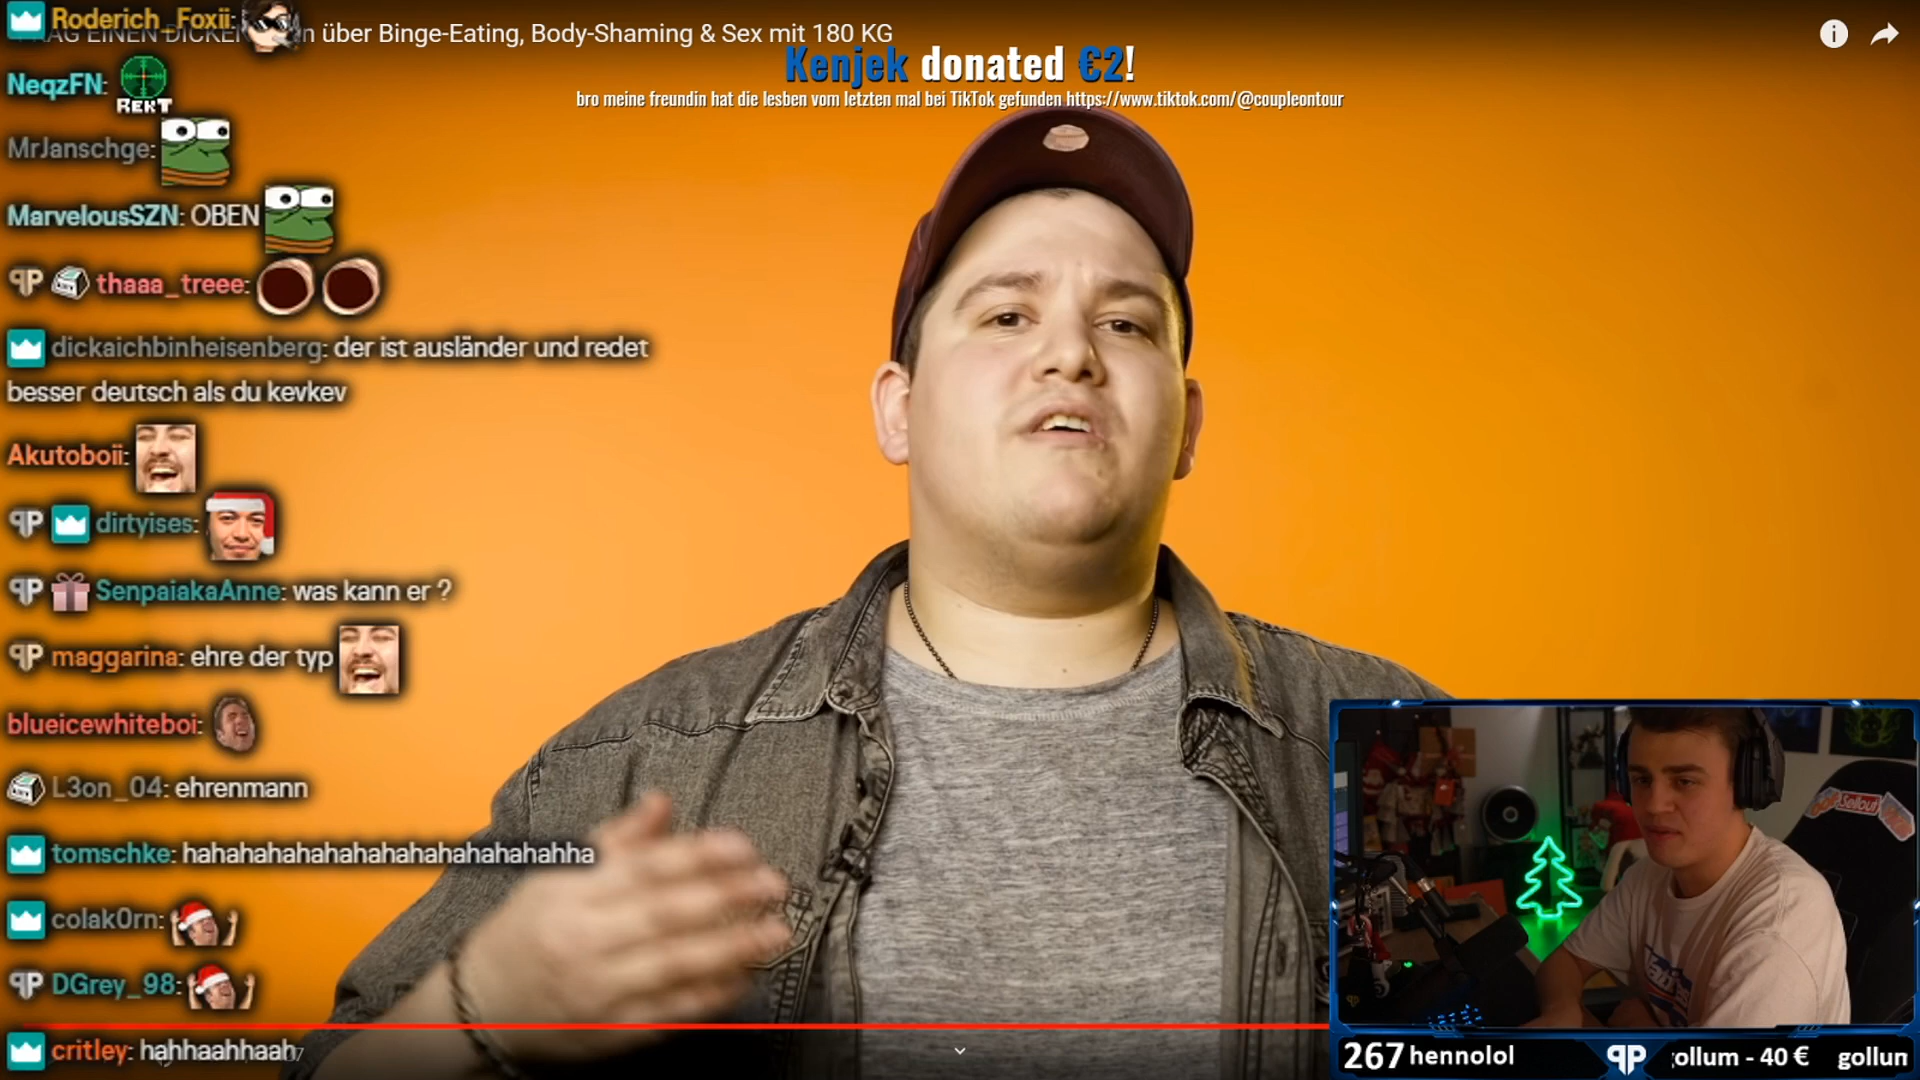 Roderich_Foxii:
n über Binge-Eating, Body-Shaming & Sex mit 180 KG
Kenjek donated €2!
bro meine freundin hat die lesben vom letzten mal bei TikTok gefunden https://www.tiktok.com/@coupleontour
NeqzFN:
REKT
MrJanschge:
MarvelousSZN: OBEN
thaaa_treee:
dickaichbinheisenberg: der ist ausländer und redet
besser deutsch als du kevkev
Akutoboii:
dirtyises:
SenpaiakaAnne: was kann er ?
maggarina: ehre der typ
blueicewhiteboi:
L3on_04: ehrenmann
tomschke: hahahahahahahahahahahahahahha
colak0rn:
DGrey_98:
critley: hahhaahhaah
Sellout
267 hennolol
ollum - 40 €
gollun